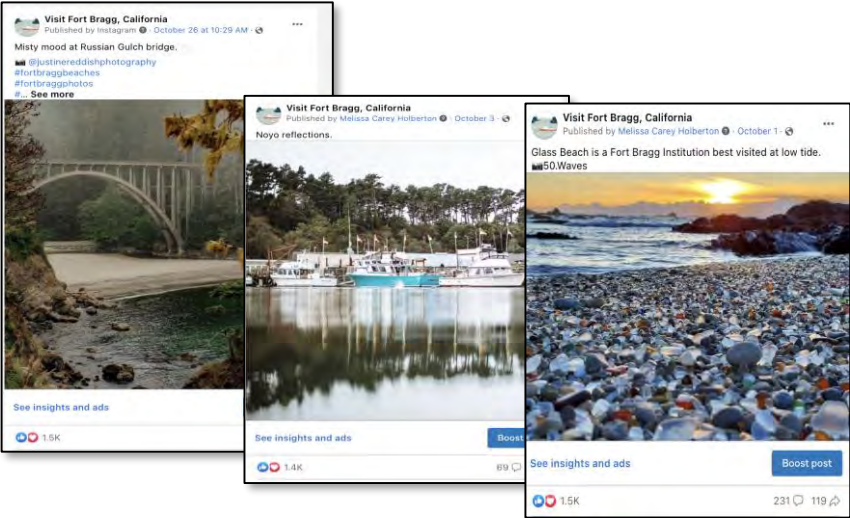 Visit Fort Bragg, California
Published by Instagram · October 26 at 10:29 AM ·
Misty mood at Russian Gulch bridge.
@justinereddishphotography
#fortbraggbeaches
#fortbraggphotos
#... See more
See insights and ads
1.5K
Visit Fort Bragg, California
Published by Melissa Carey Holberton · October 3 ·
Noyo reflections.
See insights and ads
Boost
1.4K
69
Visit Fort Bragg, California
Published by Melissa Carey Holberton · October 1 ·
Glass Beach is a Fort Bragg Institution best visited at low tide.
📷50.Waves
See insights and ads
Boost post
1.5K
231 119